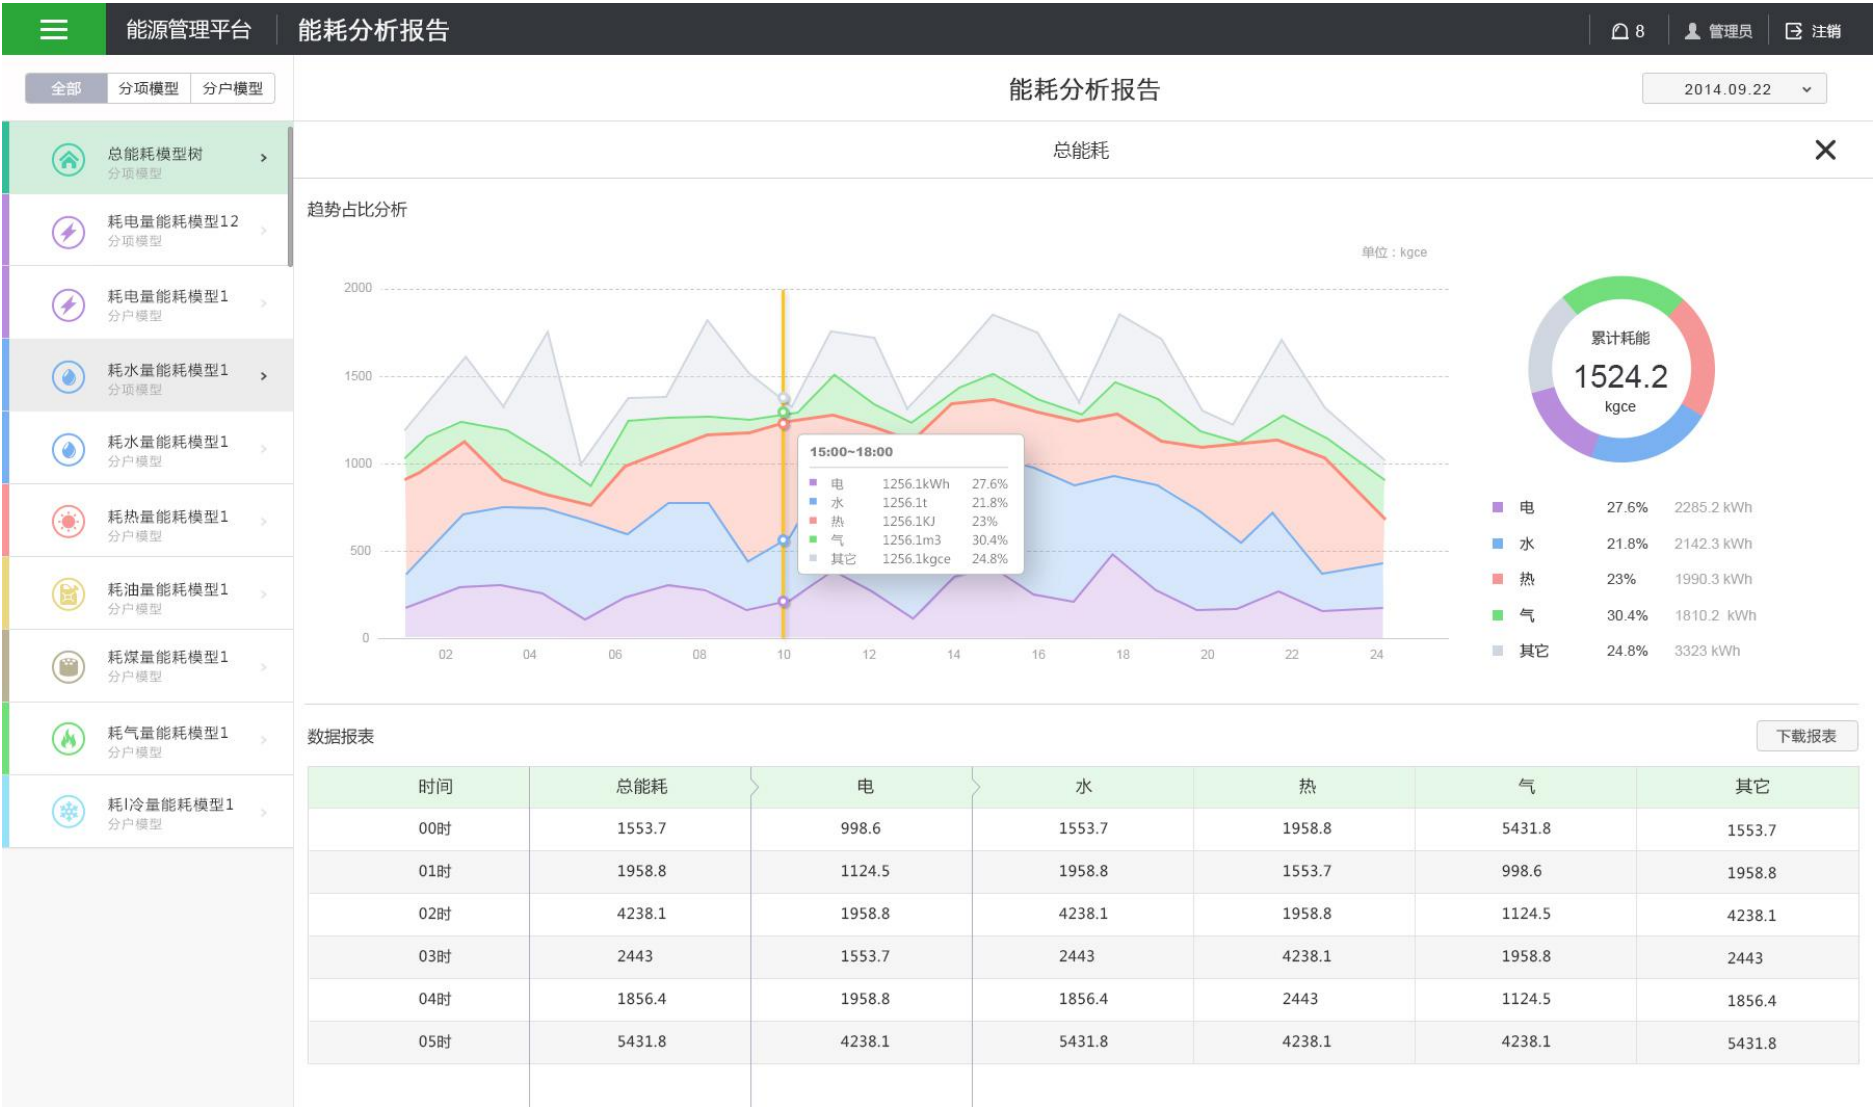 能源管理平台 能耗分析报告 8 管理员 注销
全部 分项模型 分户模型 能耗分析报告 2014.09.22
总能耗模型树
分项模型
耗电量能耗模型12
分项模型
耗电量能耗模型1
分户模型
耗水量能耗模型1
分项模型
耗水量能耗模型1
分户模型
耗热量能耗模型1
分户模型
耗油量能耗模型1
分户模型
耗煤量能耗模型1
分户模型
耗气量能耗模型1
分户模型
耗l冷量能耗模型1
分户模型
总能耗
趋势占比分析
单位：kgce
2000
1500
1000
500
0
02 04 06 08 10 12 14 16 18 20 22 24
15:00~18:00
电 1256.1kWh 27.6%
水 1256.1t 21.8%
热 1256.1KJ 23%
气 1256.1m3 30.4%
其它 1256.1kgce 24.8%
累计耗能
1524.2
kgce
电 27.6% 2285.2 kWh
水 21.8% 2142.3 kWh
热 23% 1990.3 kWh
气 30.4% 1810.2 kWh
其它 24.8% 3323 kWh
数据报表 下载报表
时间 总能耗 电 水 热 气 其它
00时 1553.7 998.6 1553.7 1958.8 5431.8 1553.7
01时 1958.8 1124.5 1958.8 1553.7 998.6 1958.8
02时 4238.1 1958.8 4238.1 1958.8 1124.5 4238.1
03时 2443 1553.7 2443 4238.1 1958.8 2443
04时 1856.4 1958.8 1856.4 2443 1124.5 1856.4
05时 5431.8 4238.1 5431.8 4238.1 4238.1 5431.8